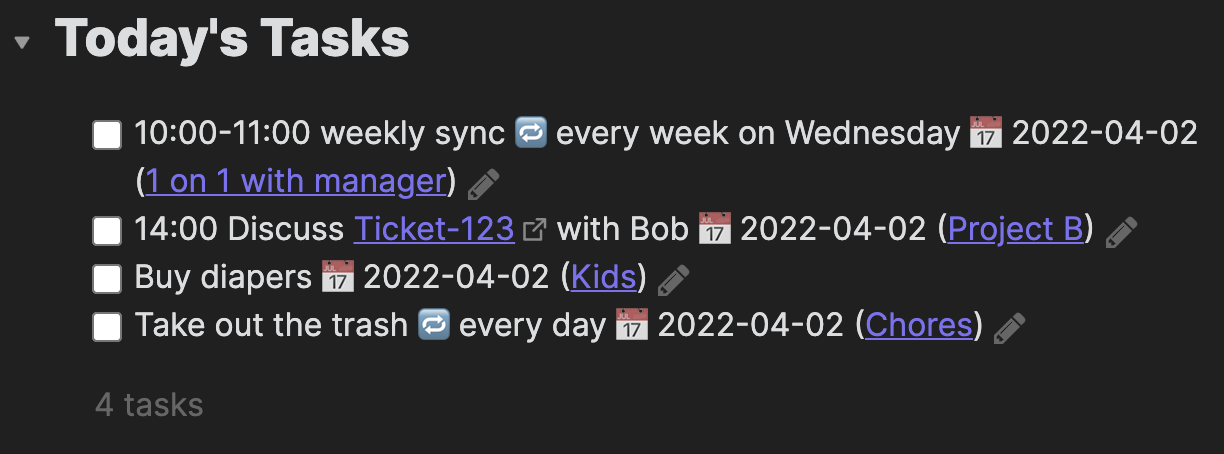 Today's Tasks
10:00-11:00 weekly sync 🔁 every week on Wednesday 📅 2022-04-02
(1 on 1 with manager)
14:00 Discuss Ticket-123 with Bob 📅 2022-04-02 (Project B)
Buy diapers 📅 2022-04-02 (Kids)
Take out the trash 🔁 every day 📅 2022-04-02 (Chores)
4 tasks